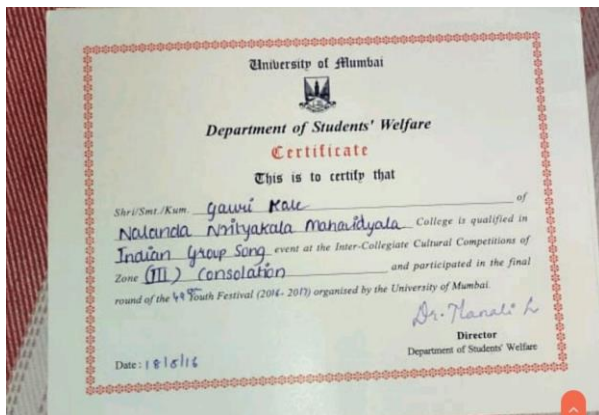 University of Mumbai
Department of Students' Welfare
Certificate
This is to certify that
Shri/Smt./Kum. Gauri Kale of
Nalanda Nrityakala Mahavidyala College is qualified in
Indian Group Song event at the Inter-Collegiate Cultural Competitions of
Zone (III) Consolation and participated in the final
round of the 49th Youth Festival (2016-2017) organised by the University of Mumbai.
Director
Department of Students' Welfare
Date: 18/8/16